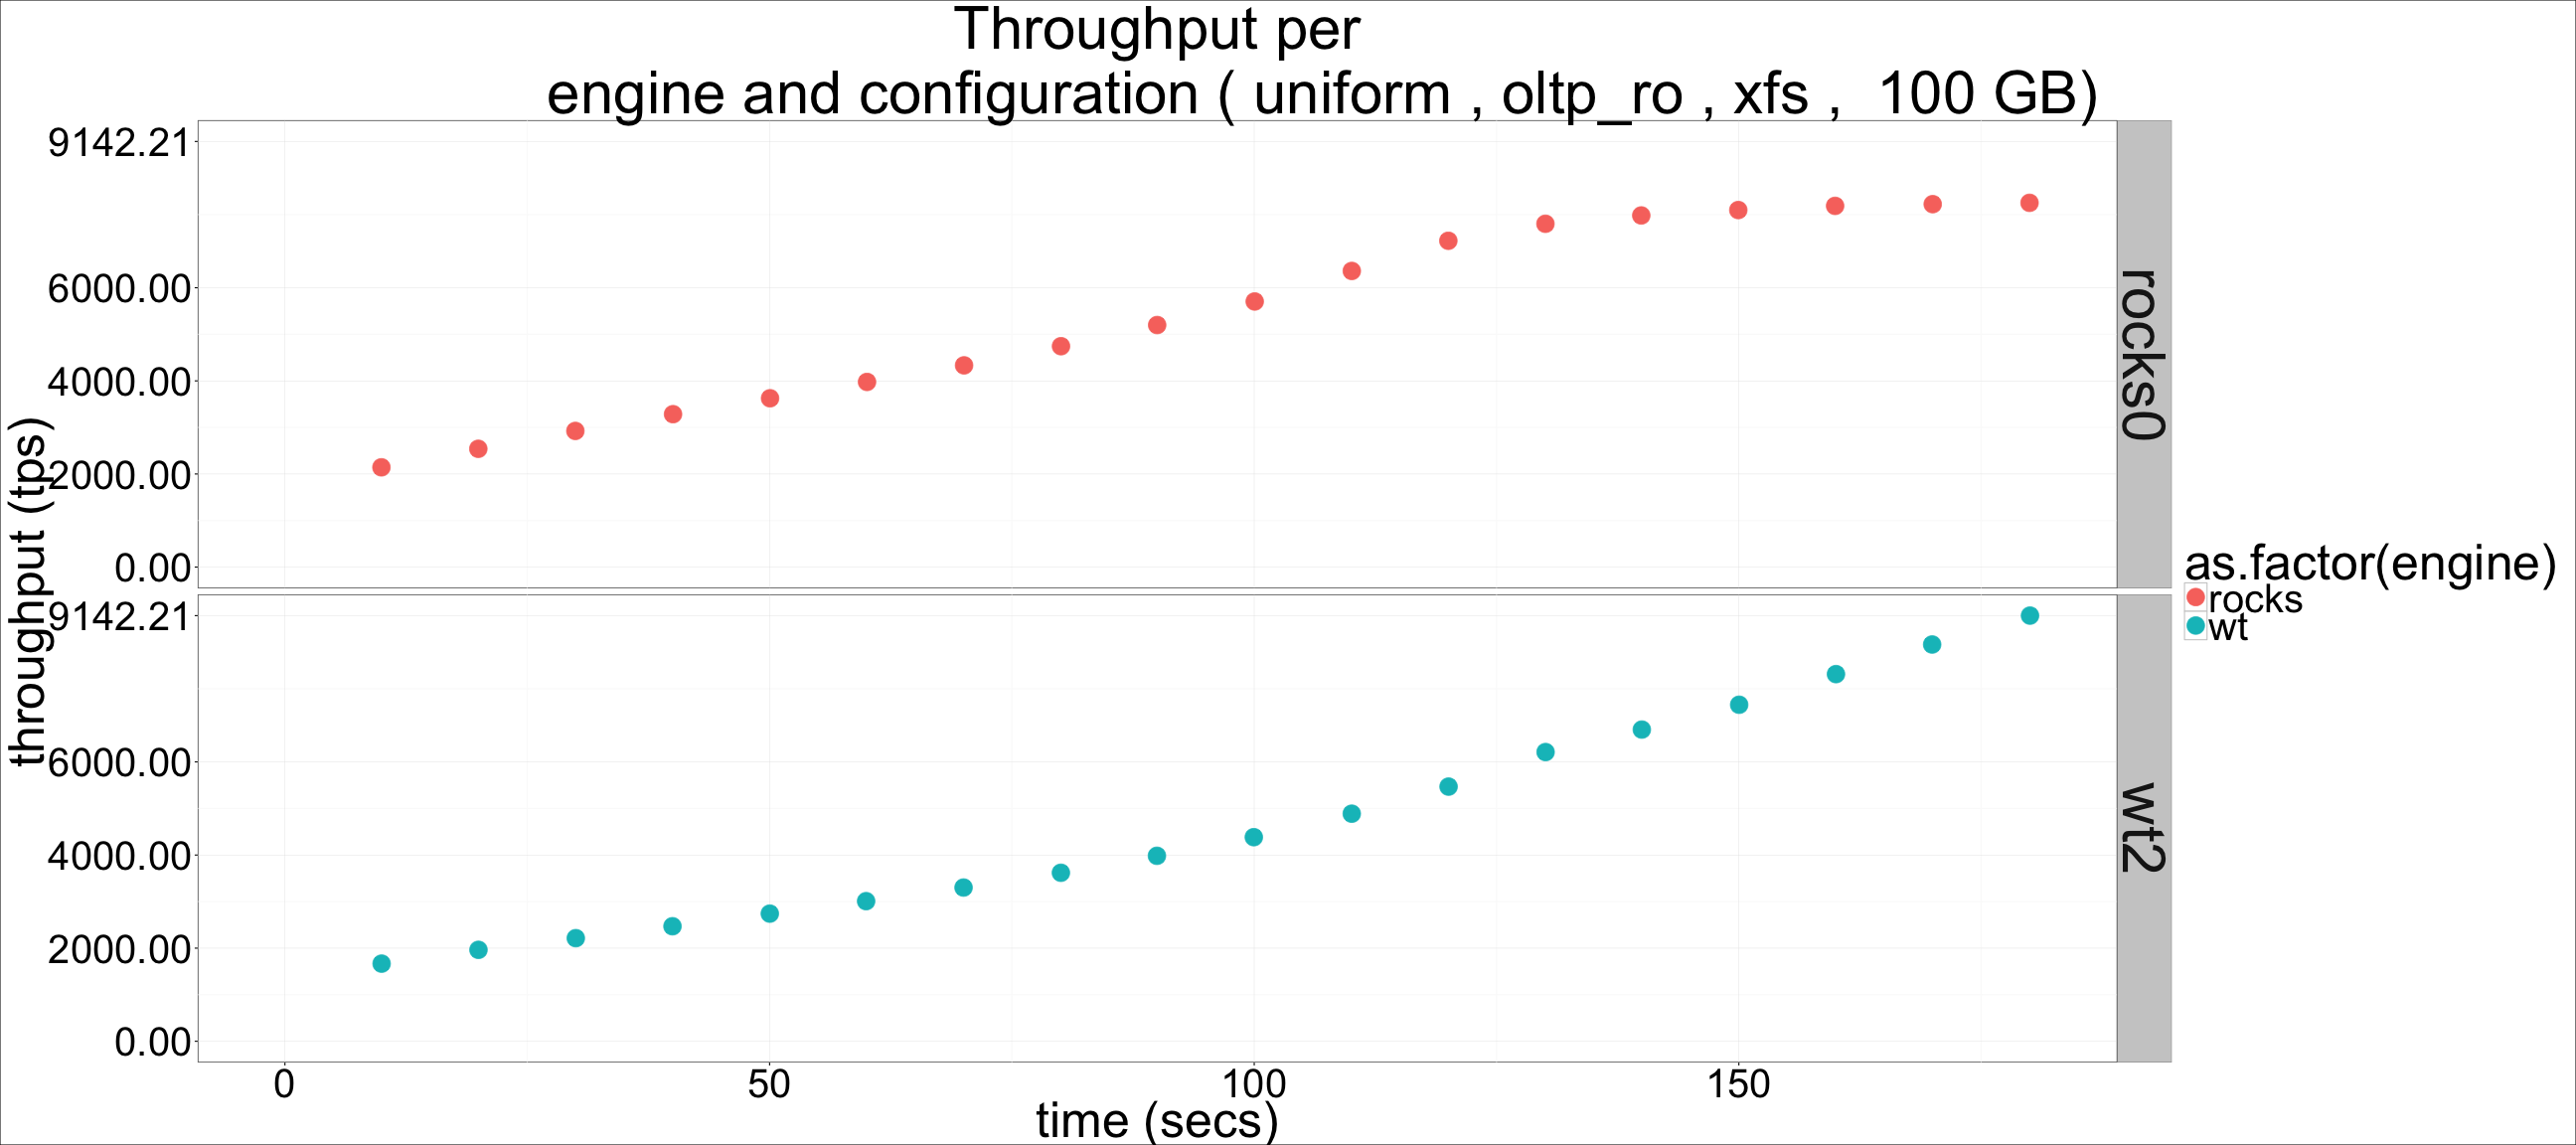 Throughput per
engine and configuration ( uniform , oltp_ro , xfs ,  100 GB)
throughput (tps)
9142.21
6000.00
4000.00
2000.00
0.00
rocks0
9142.21
6000.00
4000.00
2000.00
0.00
wt2
0
50
100
150
time (secs)
as.factor(engine)
rocks
wt